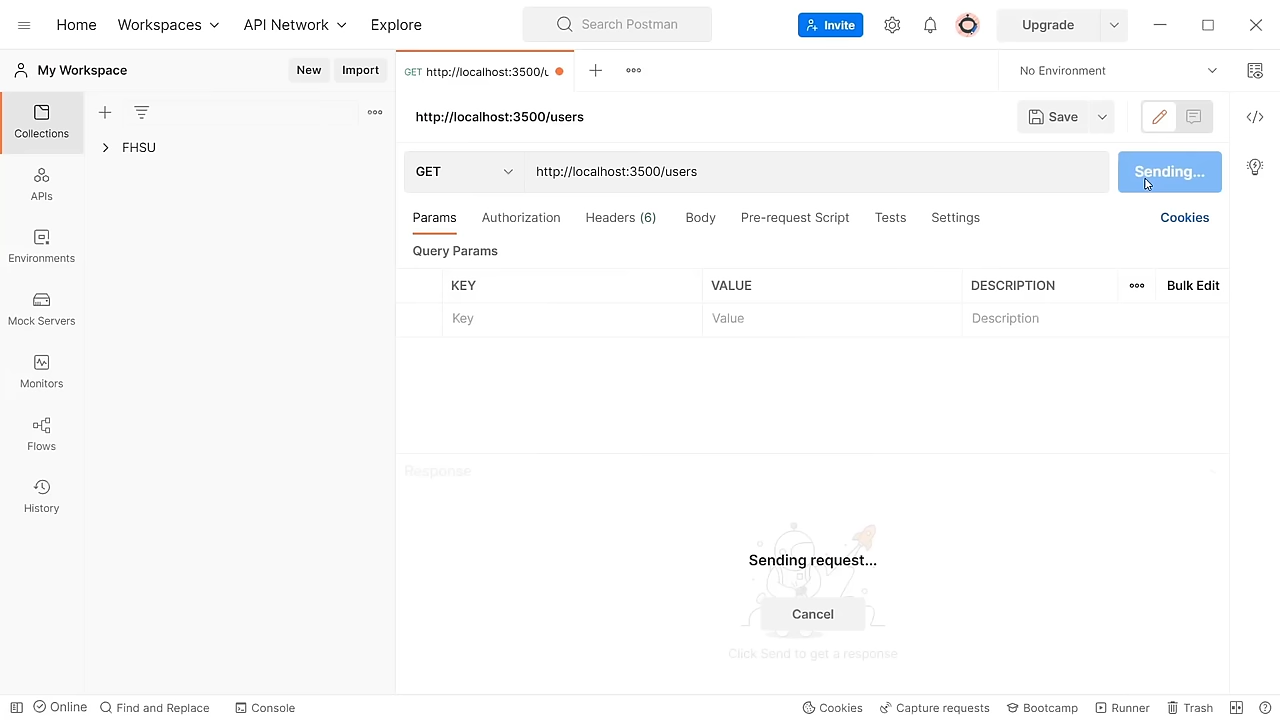 Home Workspaces API Network Explore Search Postman Invite Upgrade
My Workspace New Import GET http://localhost:3500/u No Environment
Collections
FHSU
APIs
Environments
Mock Servers
Monitors
Flows
History
http://localhost:3500/users Save
GET http://localhost:3500/users Sending...
Params Authorization Headers (6) Body Pre-request Script Tests Settings Cookies
Query Params
KEY VALUE DESCRIPTION Bulk Edit
Key Value Description
Response
Sending request...
Cancel
Click Send to get a response
Online Find and Replace Console Cookies Capture requests Bootcamp Runner Trash